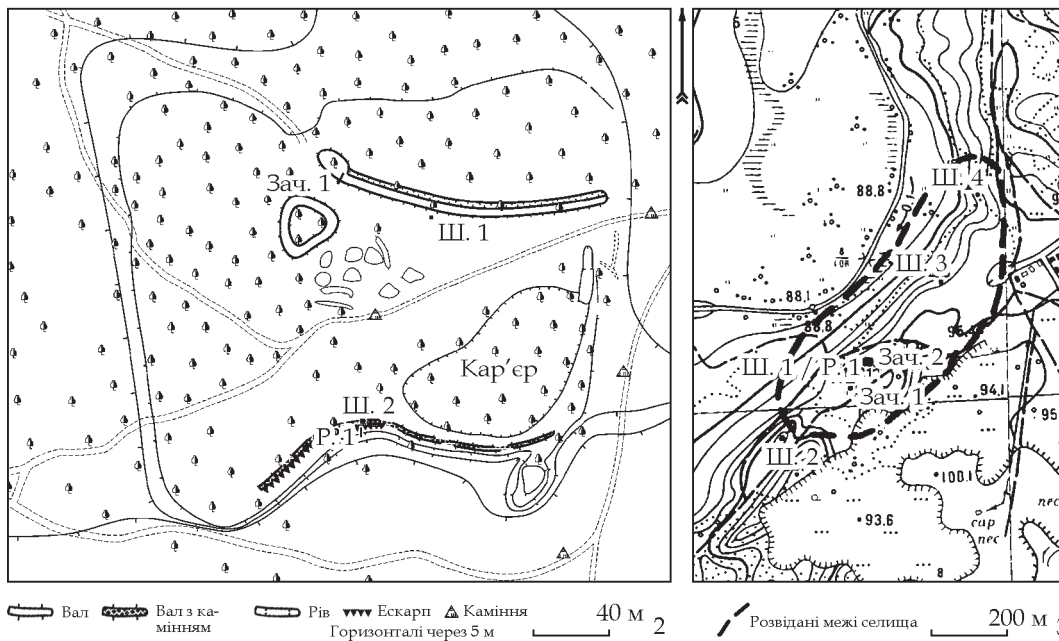 Зач. 1
Ш. 1
Кар'єр
Ш. 2
Р. 1
88.8
Ш. 4
Ш. 3
88.1
88.8
Ш. 1
Р. 1
Зач. 2
Зач. 1
94.1
95
Ш. 2
100.1
93.6
сар
пес
пес
8
Вал
Вал з ка-
мінням
Рів
Ескарп
Каміння
Горизонталі через 5 м
40 м
2
Розвідані межі селища
200 м